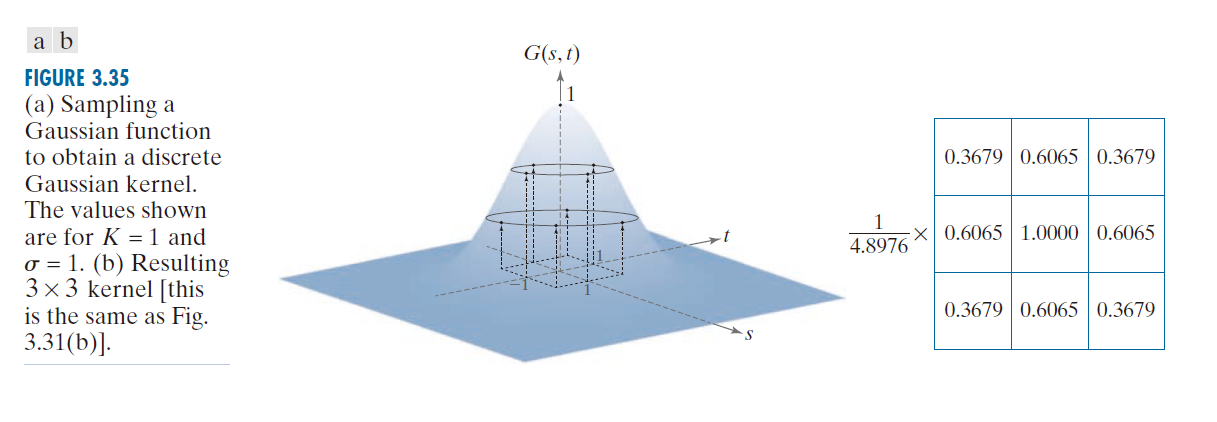 a b
FIGURE 3.35
(a) Sampling a
Gaussian function
to obtain a discrete
Gaussian kernel.
The values shown
are for K = 1 and
σ = 1. (b) Resulting
3 × 3 kernel [this
is the same as Fig.
3.31(b)].
G(s, t)
1
t
1
−1
1
s
1
4.8976
×
0.3679 0.6065 0.3679
0.6065 1.0000 0.6065
0.3679 0.6065 0.3679